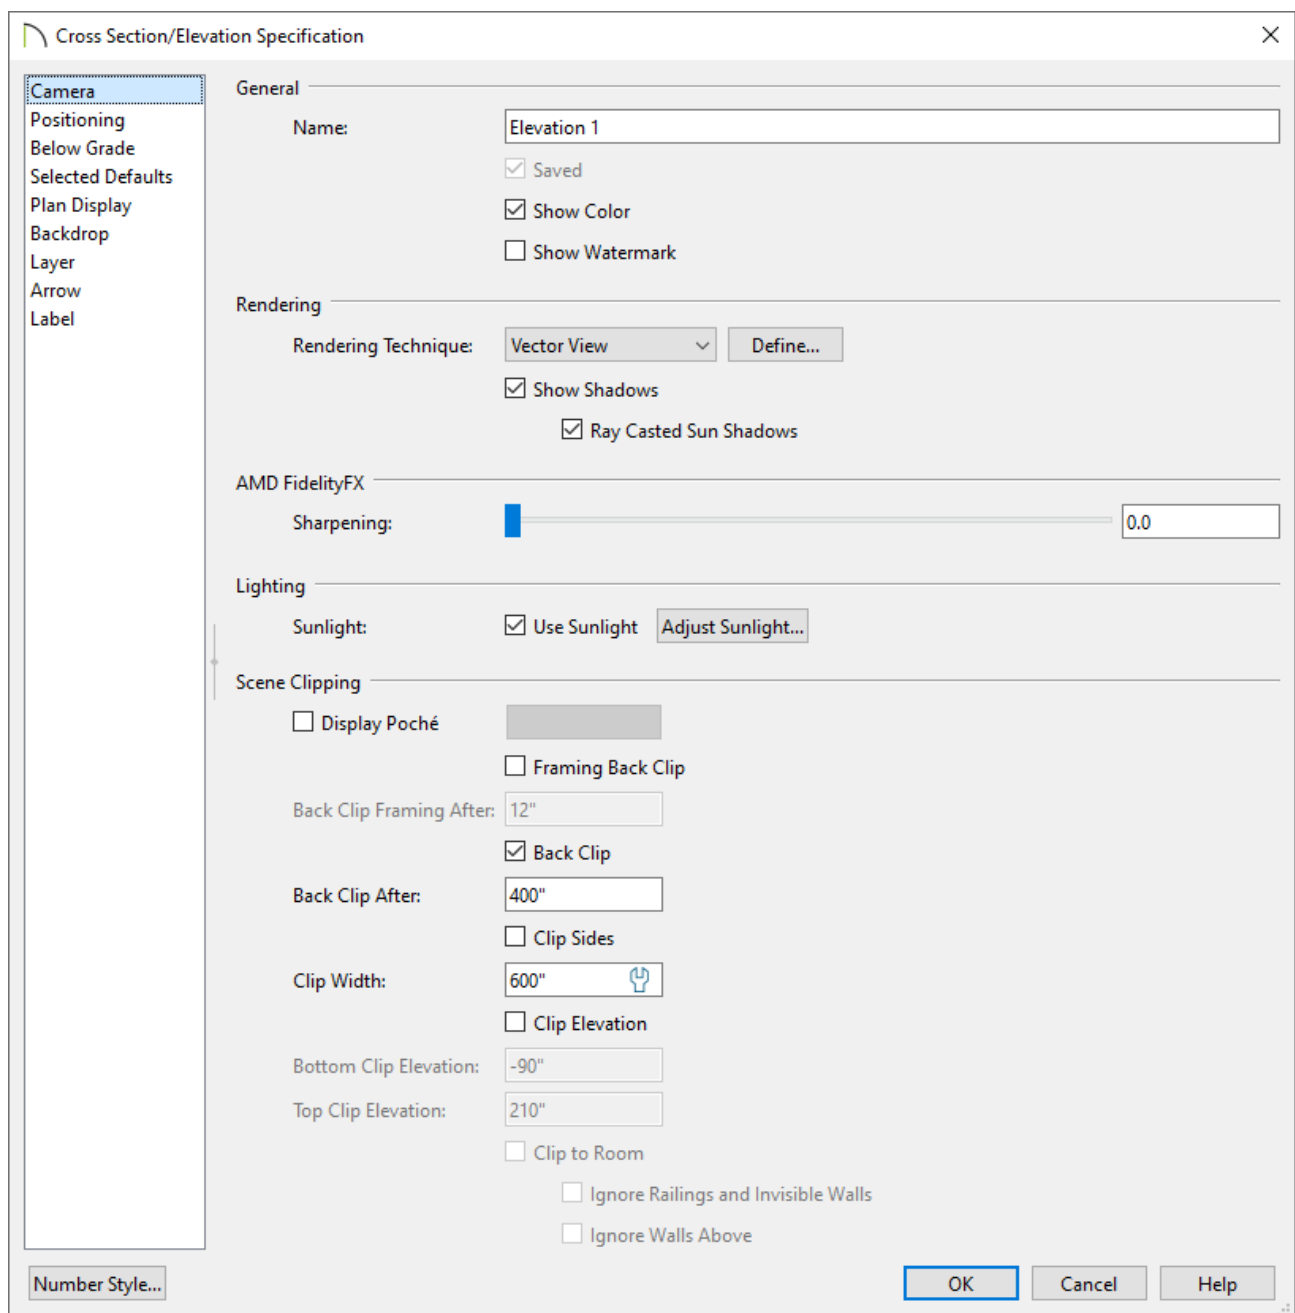 Cross Section/Elevation Specification
Camera
Positioning
Below Grade
Selected Defaults
Plan Display
Backdrop
Layer
Arrow
Label
General
Name: Elevation 1
Saved
Show Color
Show Watermark
Rendering
Rendering Technique: Vector View Define...
Show Shadows
Ray Casted Sun Shadows
AMD FidelityFX
Sharpening: 0.0
Lighting
Sunlight: Use Sunlight Adjust Sunlight...
Scene Clipping
Display Poché
Framing Back Clip
Back Clip Framing After: 12"
Back Clip
Back Clip After: 400"
Clip Sides
Clip Width: 600"
Clip Elevation
Bottom Clip Elevation: -90"
Top Clip Elevation: 210"
Clip to Room
Ignore Railings and Invisible Walls
Ignore Walls Above
Number Style... OK Cancel Help